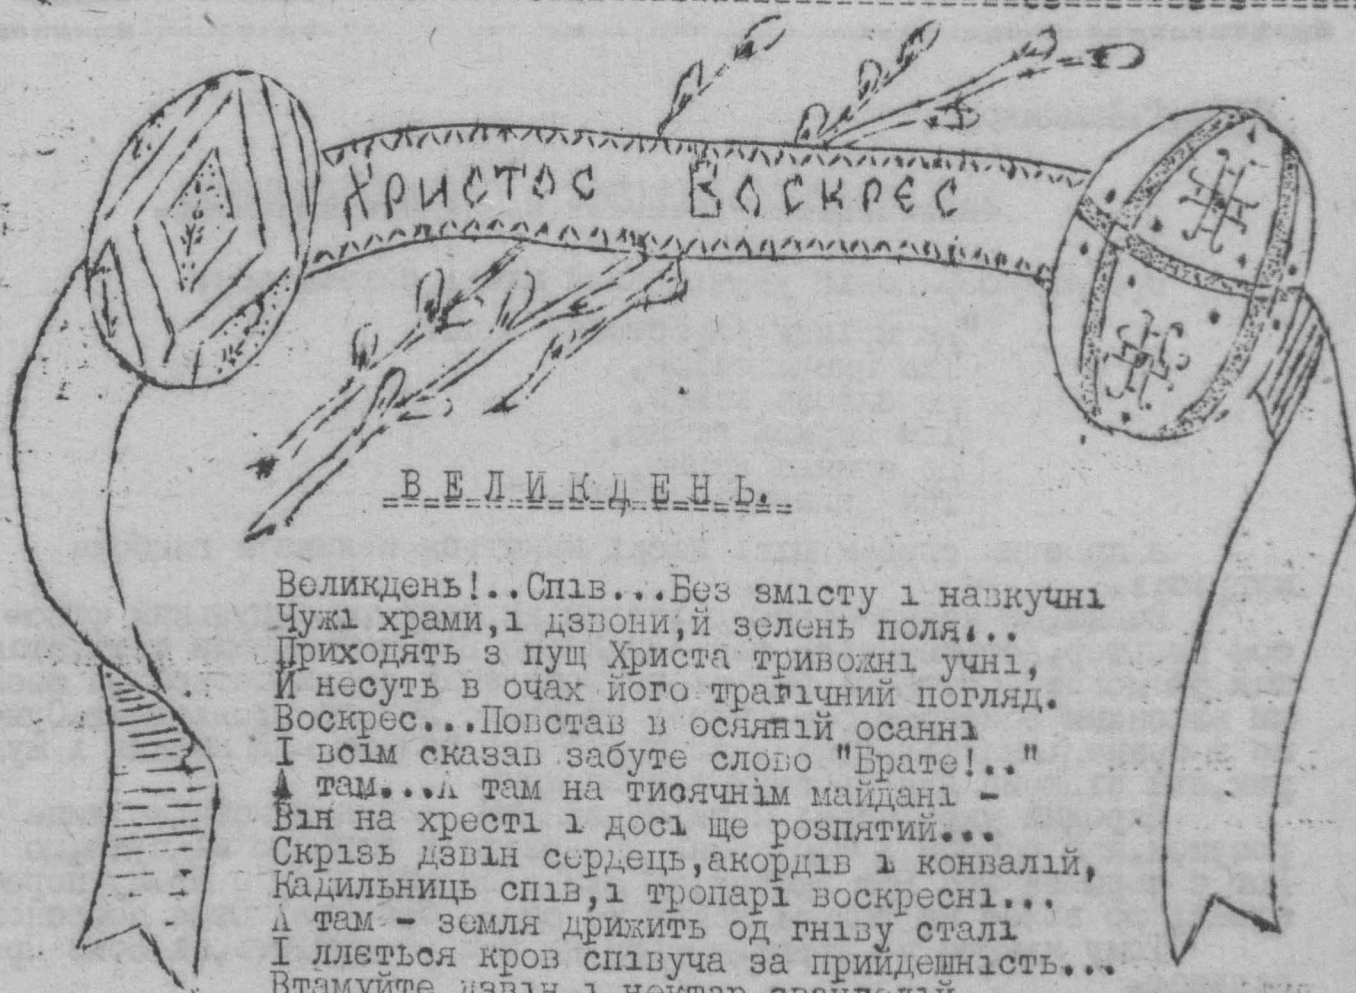 Христос Воскрес
ВЕЛИКДЕНЬ.
Великдень!..Спів...Без змісту і навкучні
Чужі храми,і дзвони,й зелень поля...
Приходять з пущ Христа тривожні учні,
Й несуть в очах його трагічний погляд.
Воскрес...Повстав в осяяній осанні
І всім сказав забуте слово "Брате!.."
А там...А там на тисячнім майдані -
Він на хресті і досі ще розпятий...
Скрізь дзвін сердець,акордів і конвалій,
Кадильниць спів,і тропарі воскресні...
А там - земля дрижить од гніву сталі
І ллється кров співуча за прийдешність...
Втамуйте дзвін і нектар